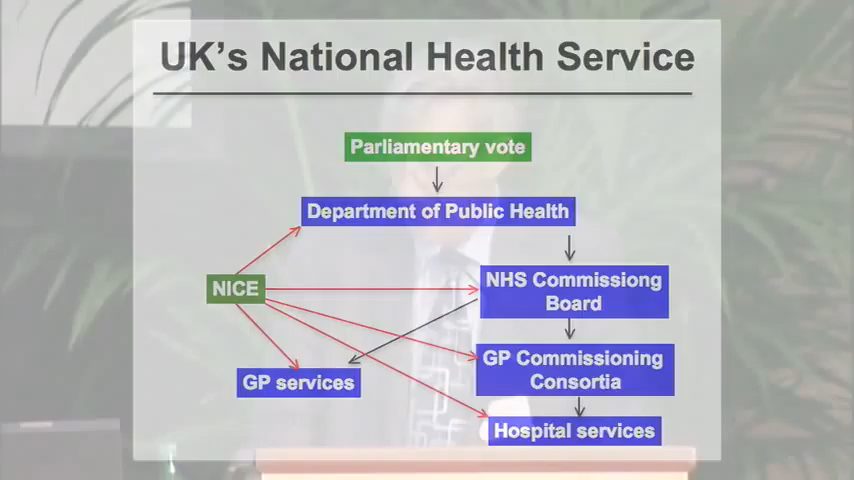 UK's National Health Service
Parliamentary vote
Department of Public Health
NICE
NHS Commissiong
Board
GP Commissioning
Consortia
GP services
Hospital services